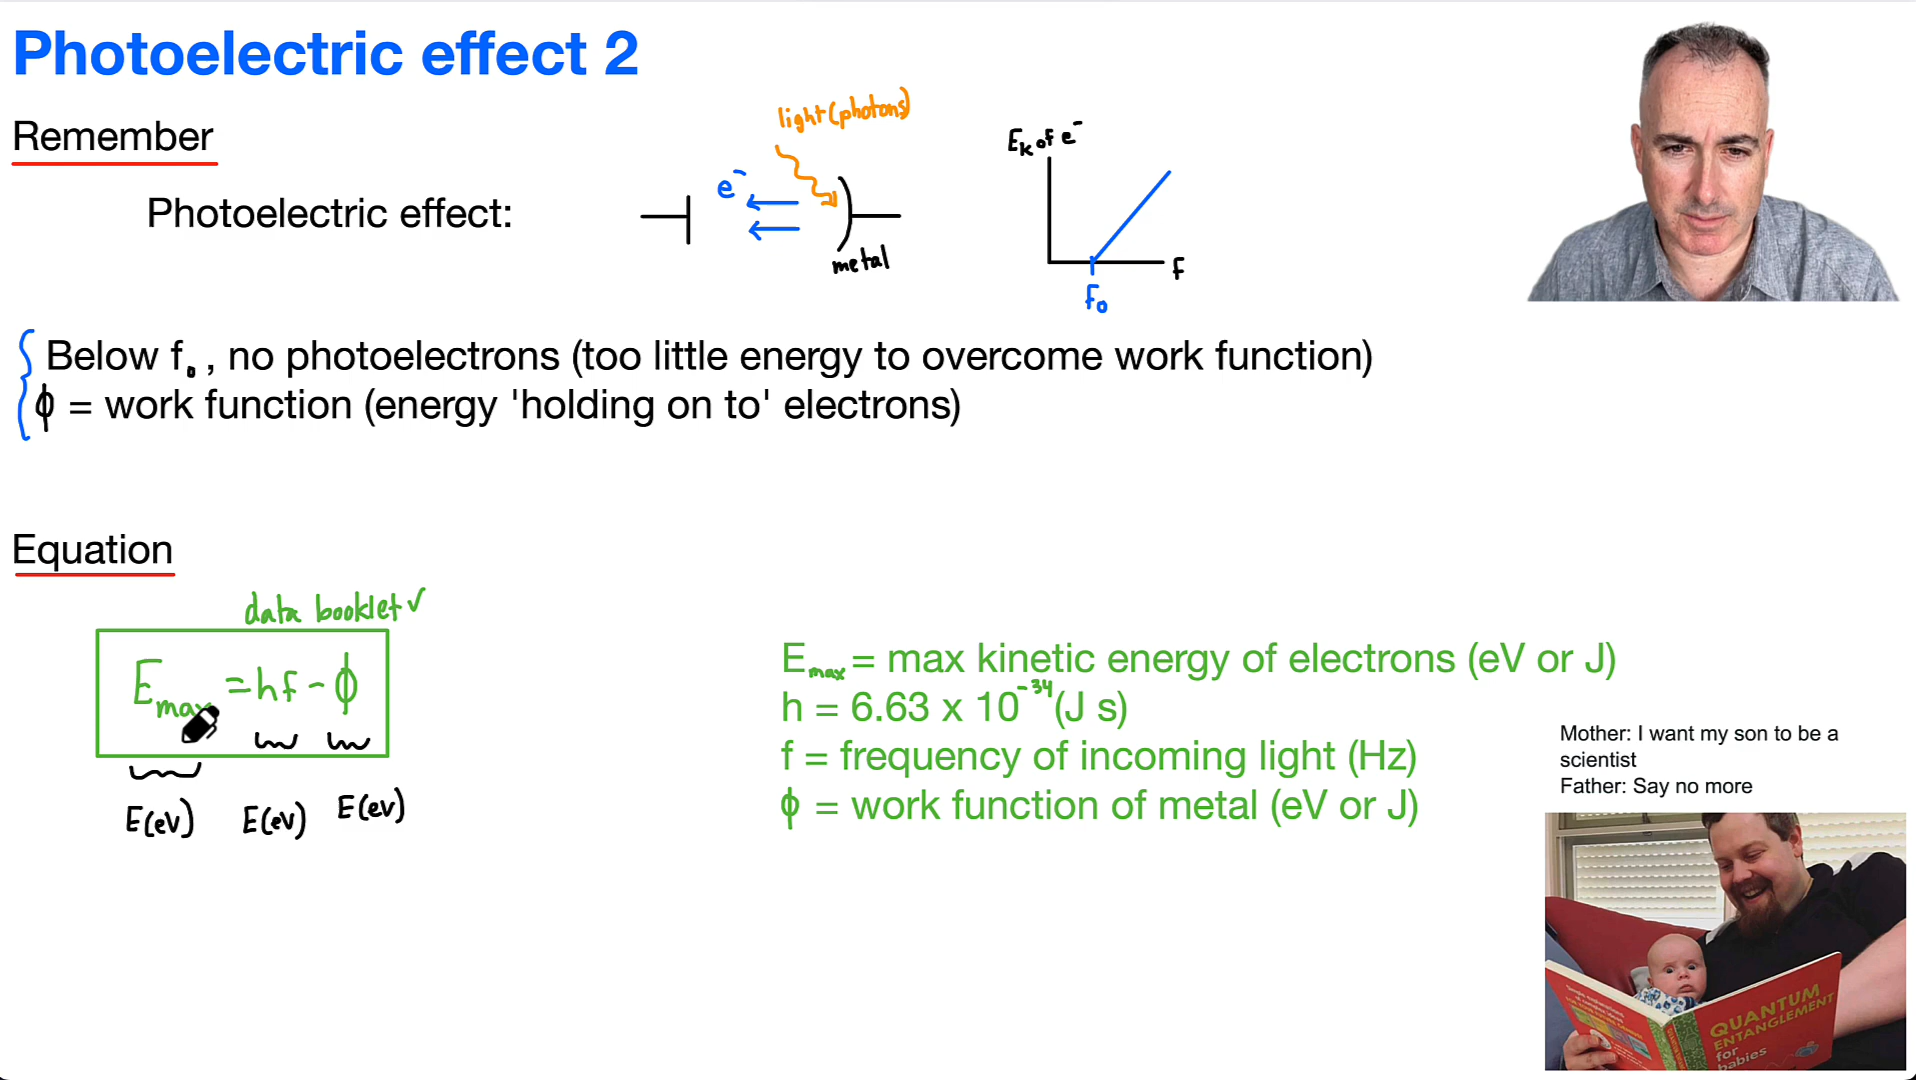 Photoelectric effect 2
Remember
light (photons)
Photoelectric effect:
e⁻
metal
Eₖ of e⁻
f
f₀
Below f₀, no photoelectrons (too little energy to overcome work function)
ϕ = work function (energy 'holding on to' electrons)
Equation
data booklet ✓
Eₘₐₓ = hf - ϕ
E(eV) E(eV) E(eV)
Eₘₐₓ = max kinetic energy of electrons (eV or J)
h = 6.63 x 10⁻³⁴ (J s)
f = frequency of incoming light (Hz)
ϕ = work function of metal (eV or J)
Mother: I want my son to be a
scientist
Father: Say no more
QUANTUM
ENTANGLEMENT
for
babies